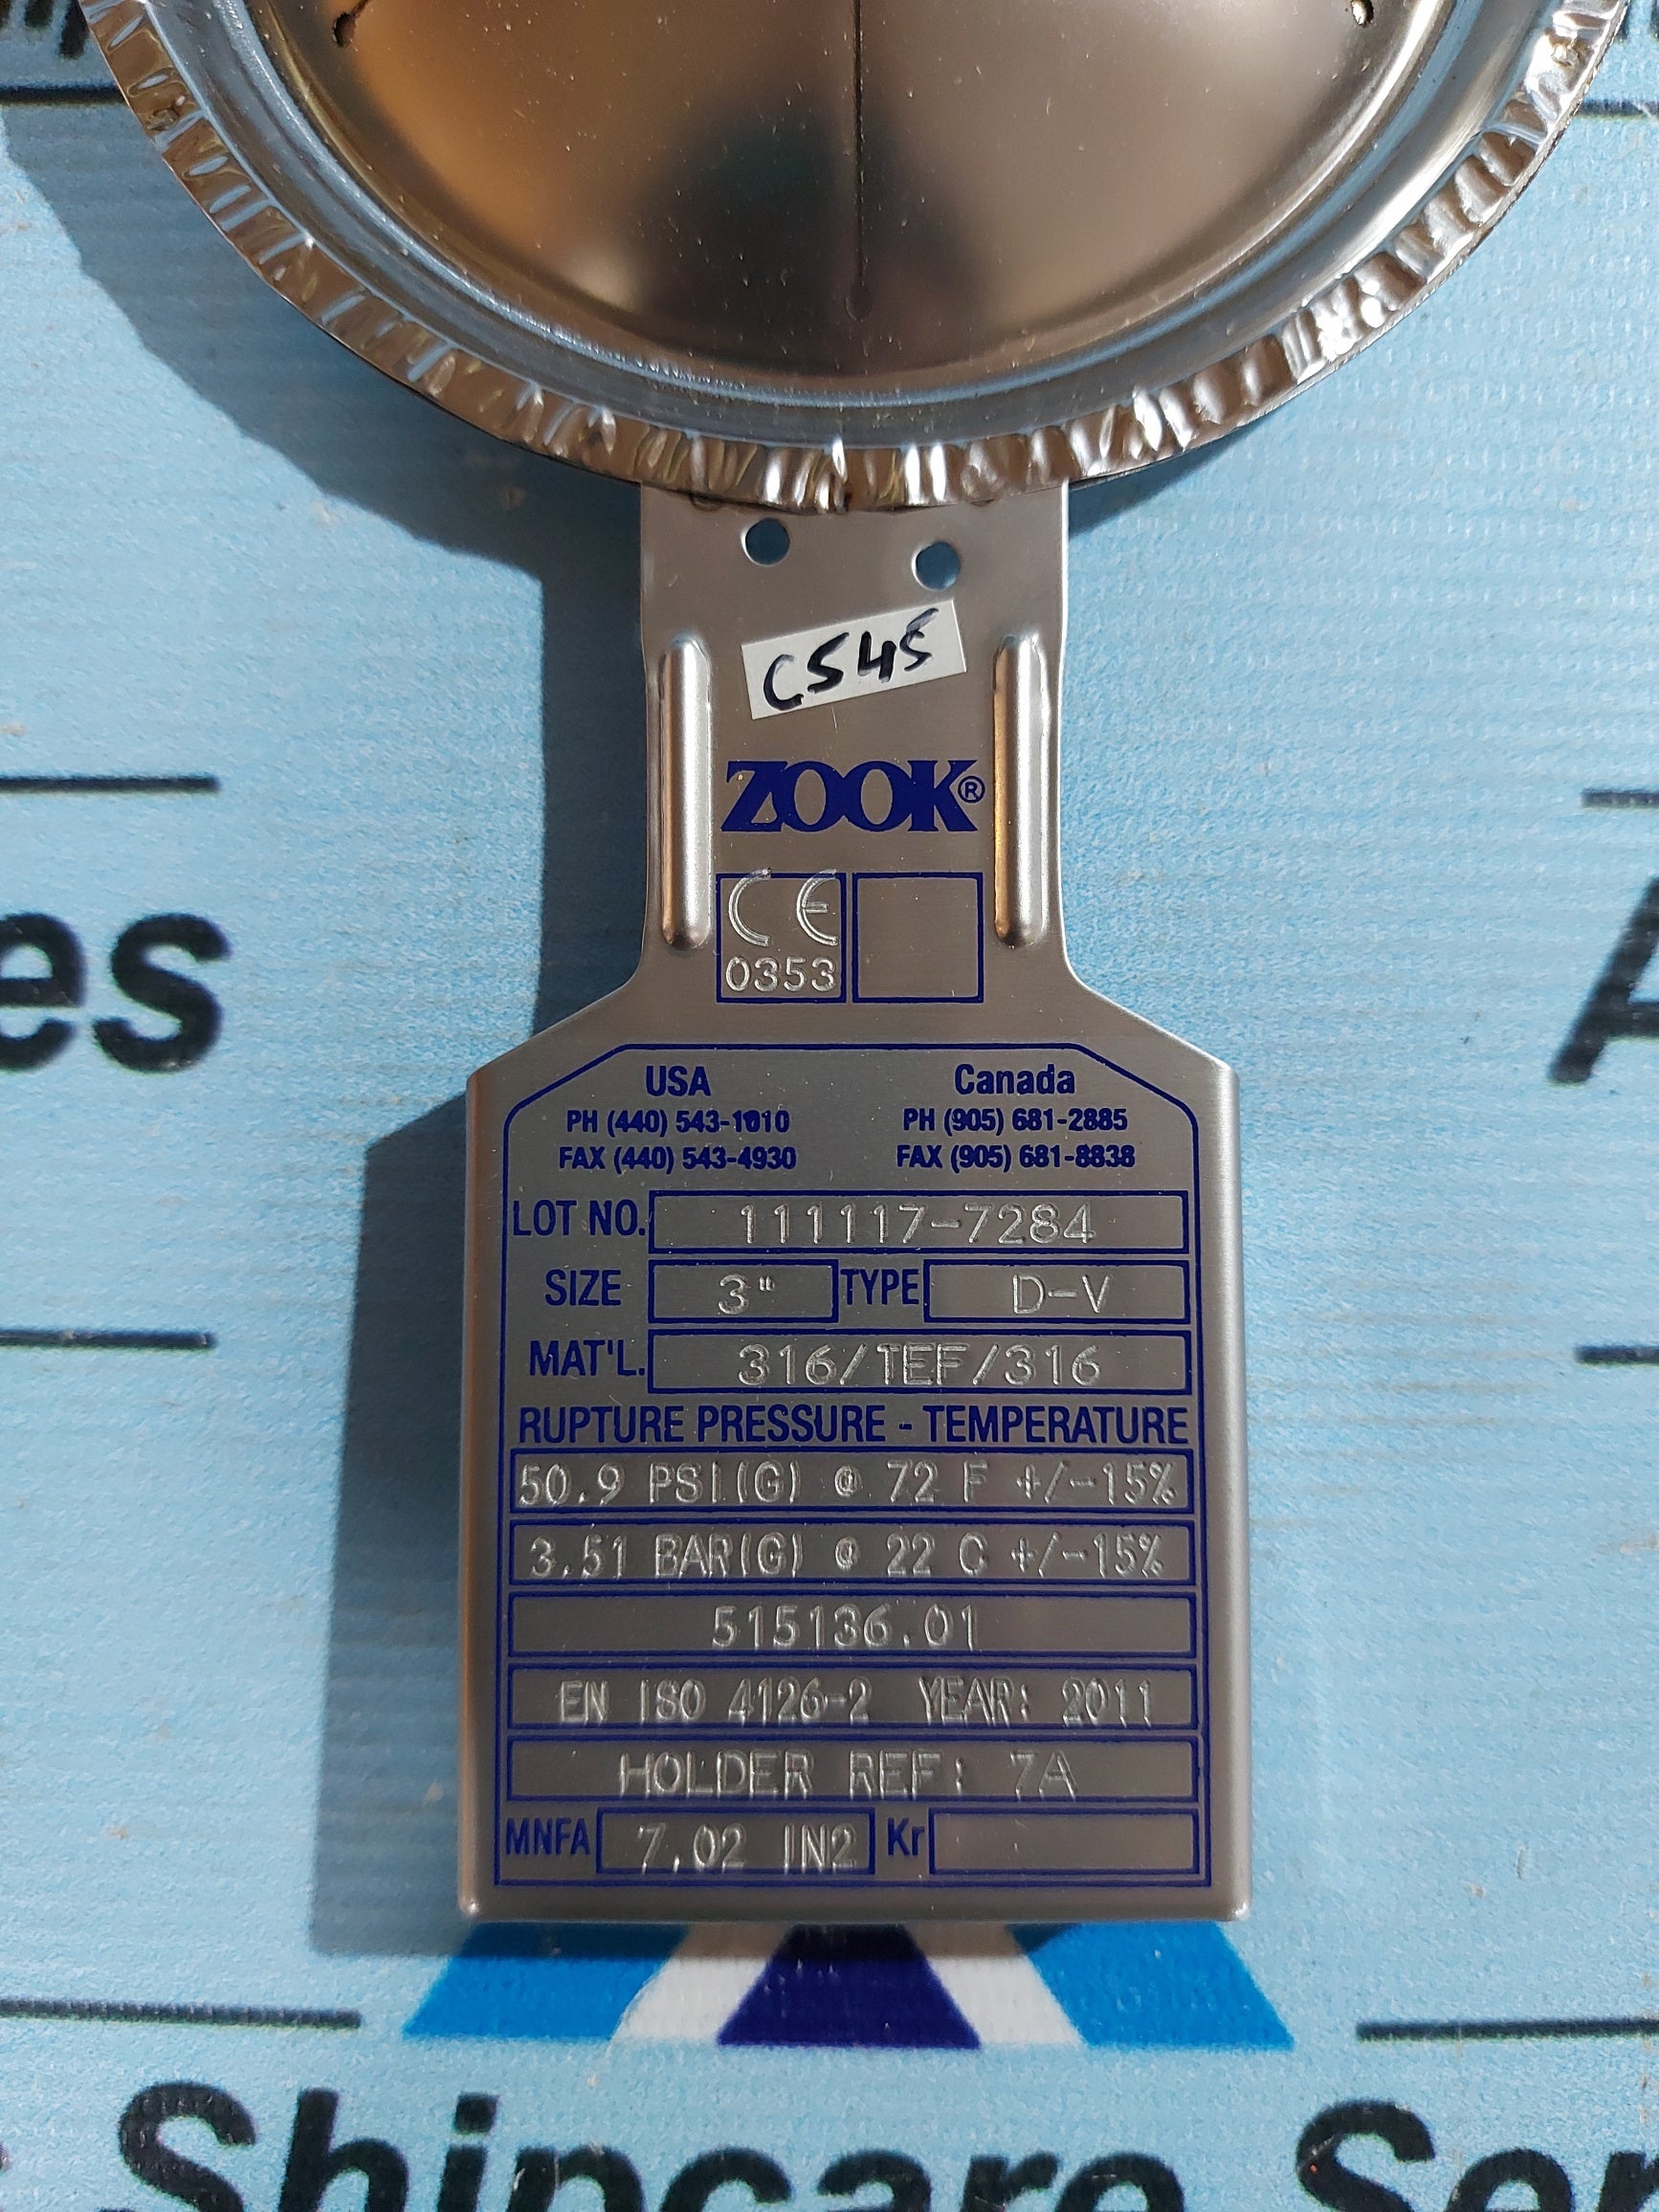 C545
ZOOK®
CE
0353
USA
PH (440) 543-1010
FAX (440) 543-4930
Canada
PH (905) 681-2885
FAX (905) 681-8838
LOT NO. 111117-7284
SIZE 3" TYPE D-V
MAT'L. 316/TEF/316
RUPTURE PRESSURE - TEMPERATURE
50.9 PSI(G) @ 72 F +/-15%
3.51 BAR(G) @ 22 C +/-15%
515136.01
EN ISO 4126-2 YEAR: 2011
HOLDER REF: 7A
MNFA 7.02 IN2 Kr
es
A
Shipcare Ser